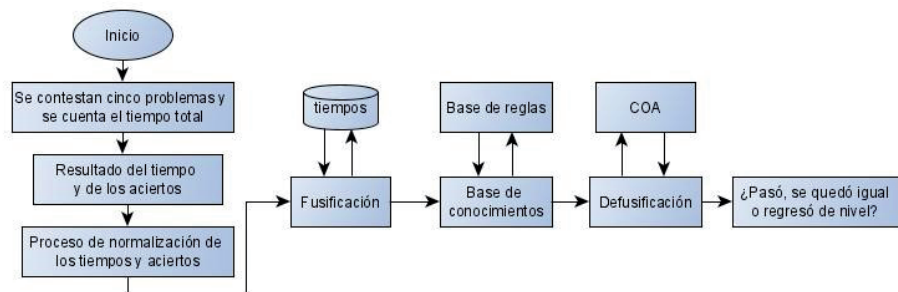 Inicio
Se contestan cinco problemas y
se cuenta el tiempo total
Resultado del tiempo
y de los aciertos
Proceso de normalización de
los tiempos y aciertos
tiempos
Fusificación
Base de reglas
Base de
conocimientos
COA
Defusificación
¿Pasó, se quedó igual
o regresó de nivel?